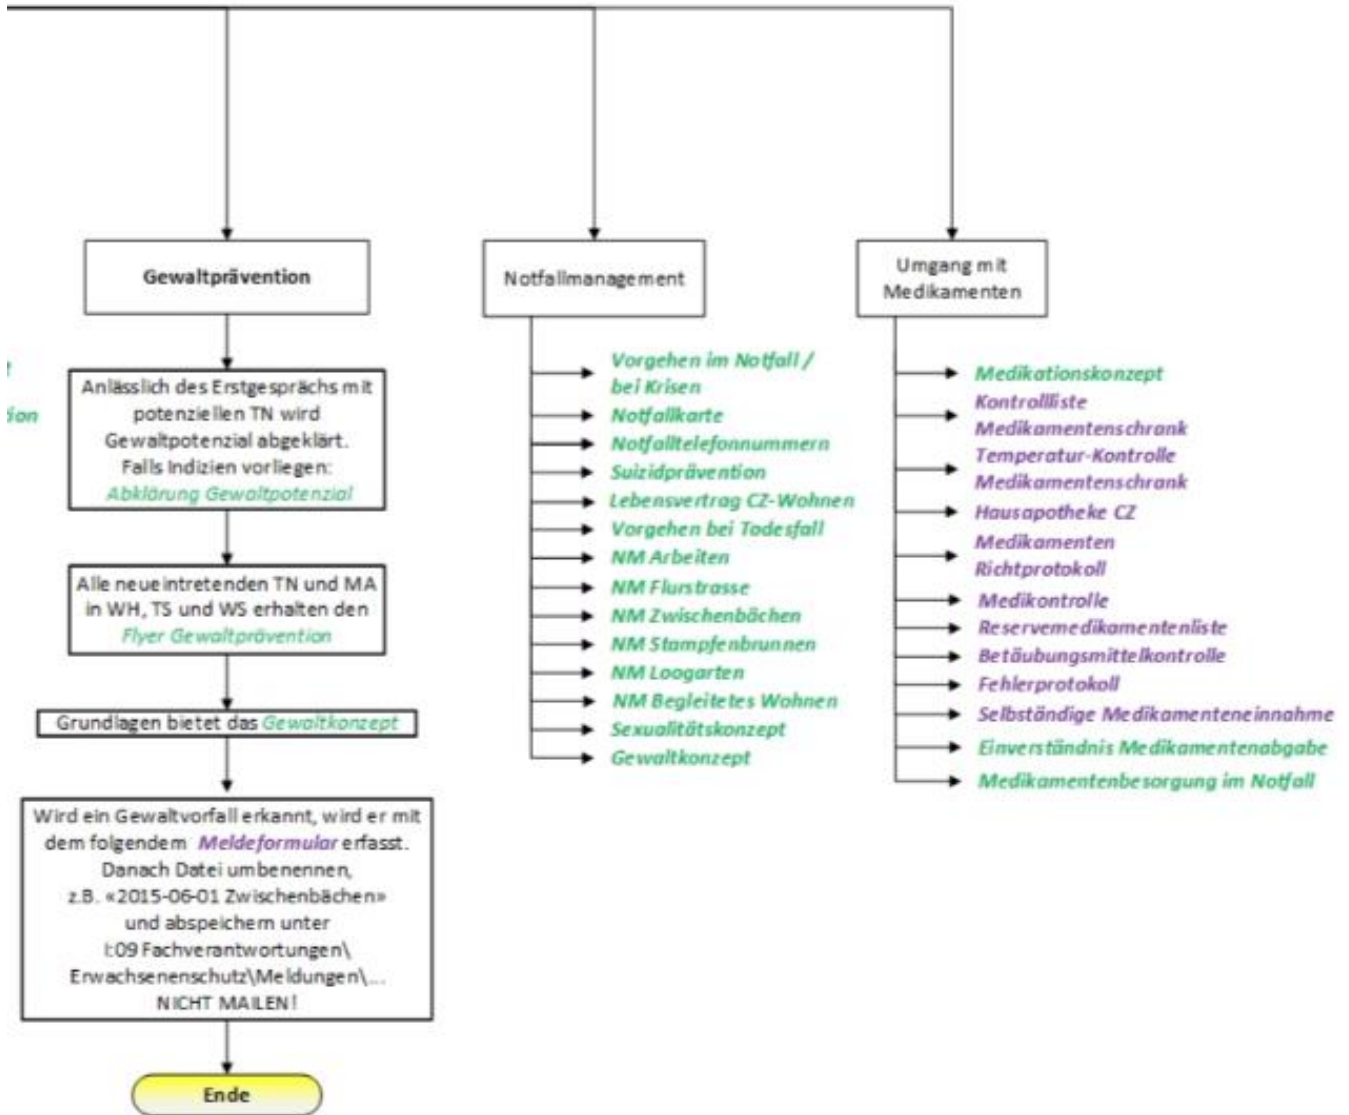 Gewaltprävention
Anlässlich des Erstgesprächs mit
potenziellen TN wird
Gewaltpotenzial abgeklärt.
Falls Indizien vorliegen:
Abklärung Gewaltpotenzial
Alle neueintretenden TN und MA
in WH, TS und WS erhalten den
Flyer Gewaltprävention
Grundlagen bietet das Gewaltkonzept
Wird ein Gewaltvorfall erkannt, wird er mit
dem folgendem Meldeformular erfasst.
Danach Datei umbenennen,
z.B. «2015-06-01 Zwischenbächen»
und abspeichern unter
I:09 Fachverantwortungen\
Erwachsenenschutz\Meldungen\...
NICHT MAILEN!
Ende
Notfallmanagement
Vorgehen im Notfall /
bei Krisen
Notfallkarte
Notfalltelefonnummern
Suizidprävention
Lebensvertrag CZ-Wohnen
Vorgehen bei Todesfall
NM Arbeiten
NM Flurstrasse
NM Zwischenbächen
NM Stampfenbrunnen
NM Loogarten
NM Begleitetes Wohnen
Sexualitätskonzept
Gewaltkonzept
Umgang mit
Medikamenten
Medikationskonzept
Kontrollliste
Medikamentenschrank
Temperatur-Kontrolle
Medikamentenschrank
Hausapotheke CZ
Medikamenten
Richtprotokoll
Medikontrolle
Reservemedikamentenliste
Betäubungsmittelkontrolle
Fehlerprotokoll
Selbständige Medikamenteneinnahme
Einverständnis Medikamentenabgabe
Medikamentenbesorgung im Notfall